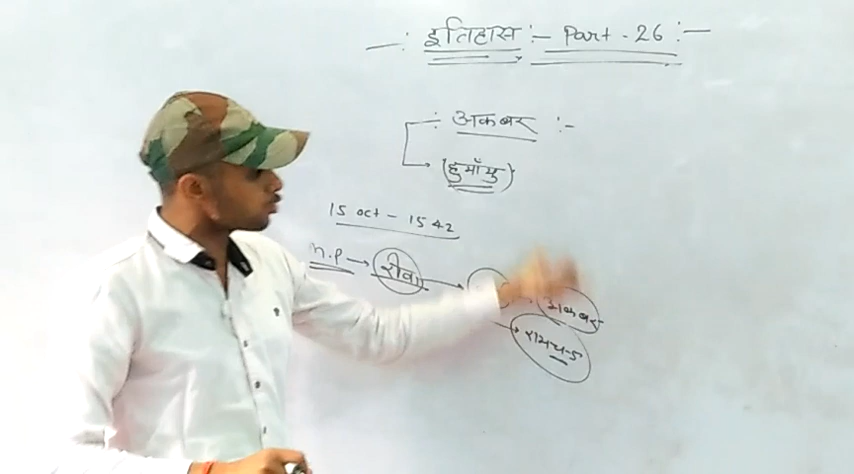 —: इतिहास :- Part - 26 :-
: अकबर :-
(हुमाँयु)
15 oct - 1542
M.P → रीवा →
अकबर
रामचन्द